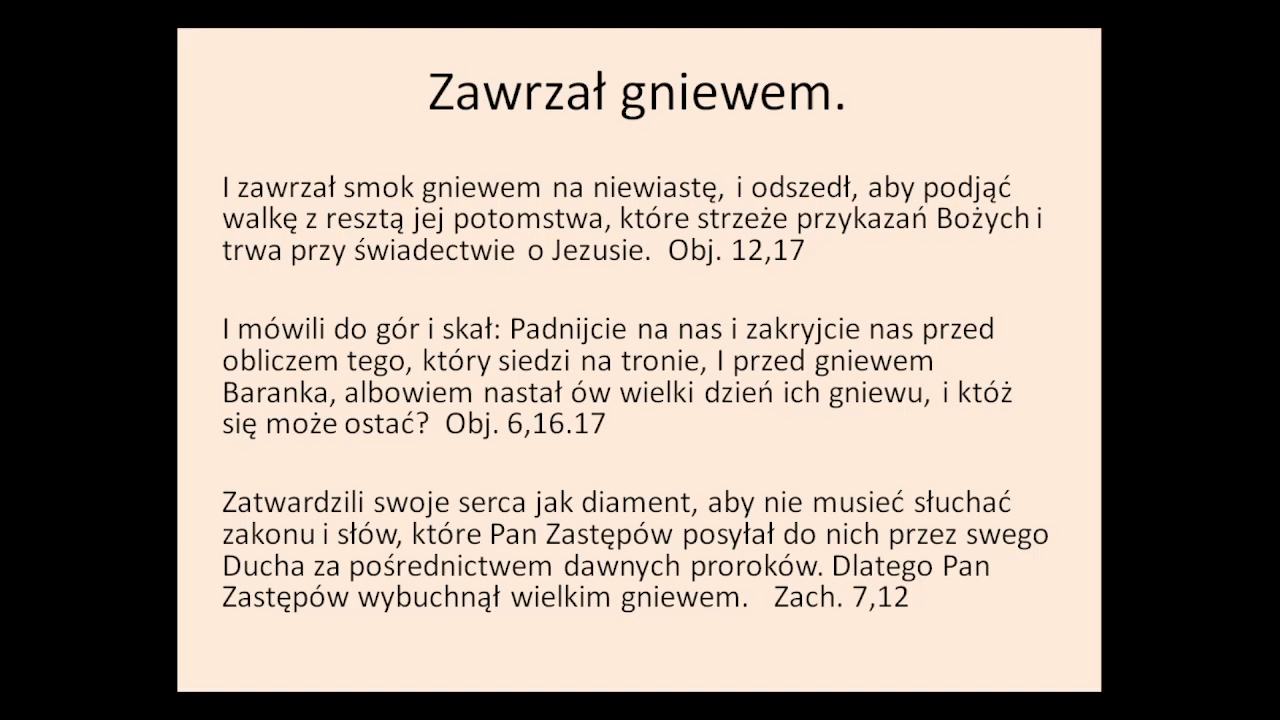 Zawrzał gniewem.
I zawrzał smok gniewem na niewiastę, i odszedł, aby podjąć
walkę z resztą jej potomstwa, które strzeże przykazań Bożych i
trwa przy świadectwie o Jezusie. Obj. 12,17
I mówili do gór i skał: Padnijcie na nas i zakryjcie nas przed
obliczem tego, który siedzi na tronie, I przed gniewem
Baranka, albowiem nastał ów wielki dzień ich gniewu, i któż
się może ostać? Obj. 6,16.17
Zatwardzili swoje serca jak diament, aby nie musieć słuchać
zakonu i słów, które Pan Zastępów posyłał do nich przez swego
Ducha za pośrednictwem dawnych proroków. Dlatego Pan
Zastępów wybuchnął wielkim gniewem. Zach. 7,12